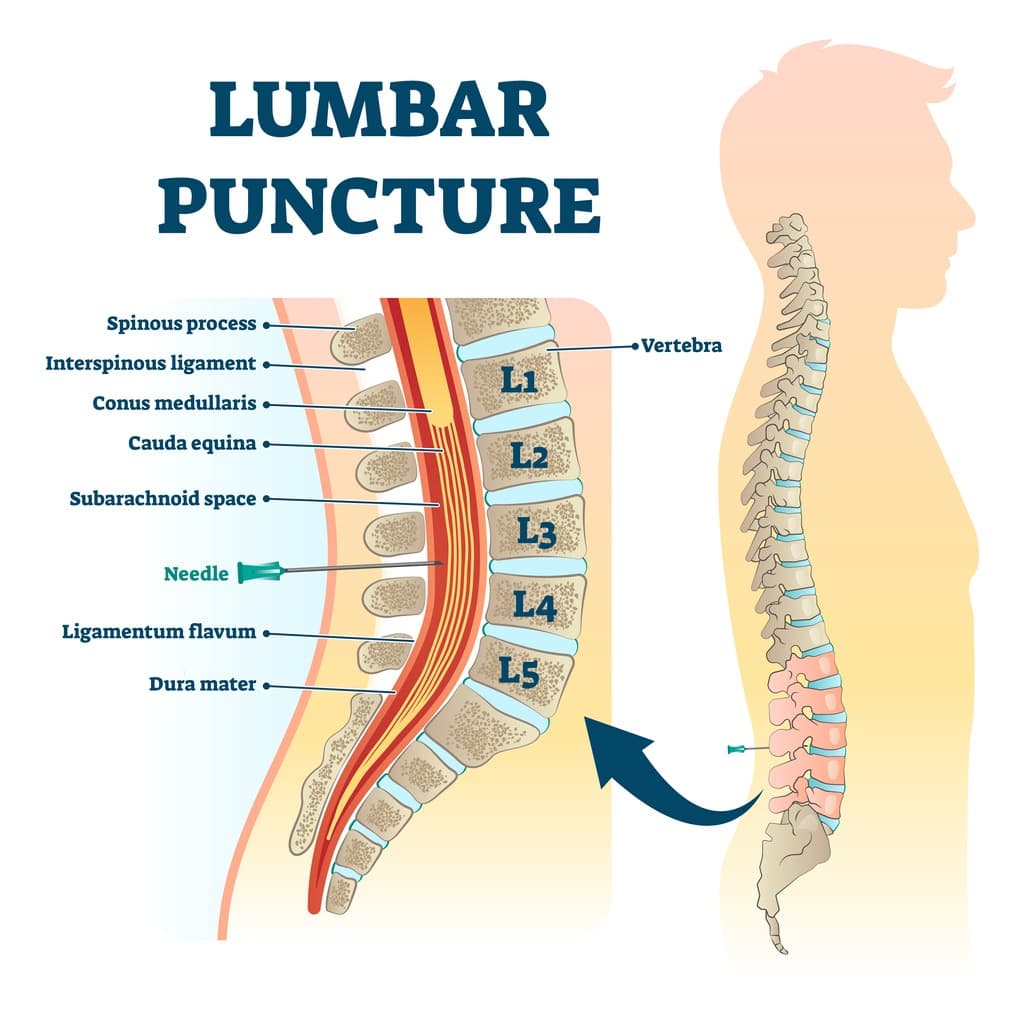 LUMBAR
PUNCTURE
Spinous process
Interspinous ligament
Conus medullaris
Cauda equina
Subarachnoid space
Needle
Ligamentum flavum
Dura mater
Vertebra
L1
L2
L3
L4
L5